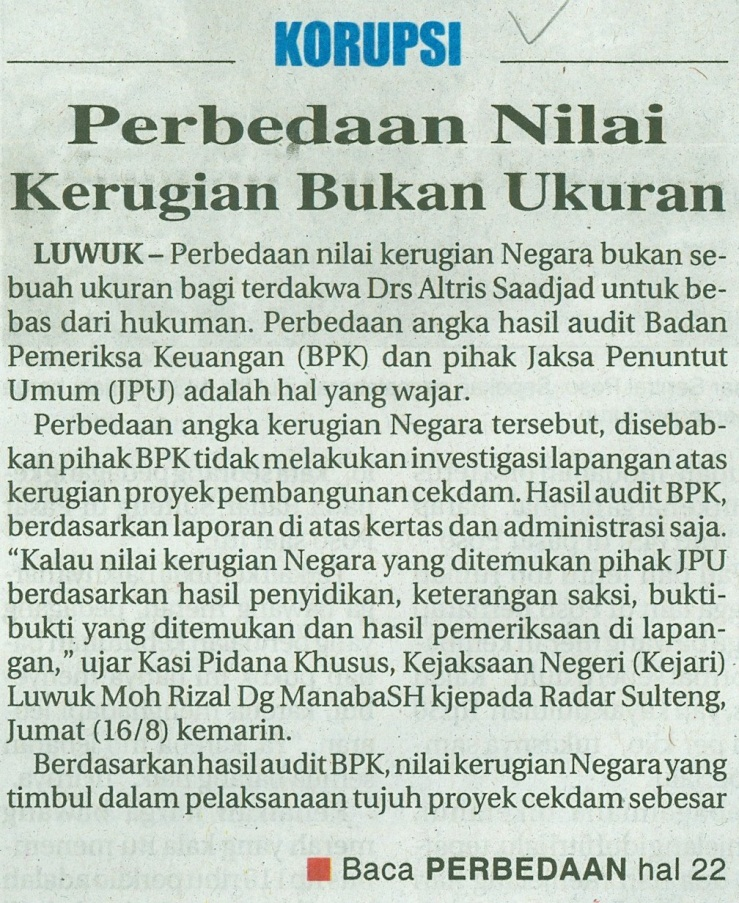 KORUPSI
Perbedaan Nilai
Kerugian Bukan Ukuran
LUWUK – Perbedaan nilai kerugian Negara bukan se-
buah ukuran bagi terdakwa Drs Altris Saadjad untuk be-
bas dari hukuman. Perbedaan angka hasil audit Badan
Pemeriksa Keuangan (BPK) dan pihak Jaksa Penuntut
Umum (JPU) adalah hal yang wajar.
Perbedaan angka kerugian Negara tersebut, disebab-
kan pihak BPK tidak melakukan investigasi lapangan atas
kerugian proyek pembangunan cekdam. Hasil audit BPK,
berdasarkan laporan di atas kertas dan administrasi saja.
“Kalau nilai kerugian Negara yang ditemukan pihak JPU
berdasarkan hasil penyidikan, keterangan saksi, bukti-
bukti yang ditemukan dan hasil pemeriksaan di lapan-
gan,” ujar Kasi Pidana Khusus, Kejaksaan Negeri (Kejari)
Luwuk Moh Rizal Dg ManabaSH kjepada Radar Sulteng,
Jumat (16/8) kemarin.
Berdasarkan hasil audit BPK, nilai kerugian Negara yang
timbul dalam pelaksanaan tujuh proyek cekdam sebesar
Baca PERBEDAAN hal 22